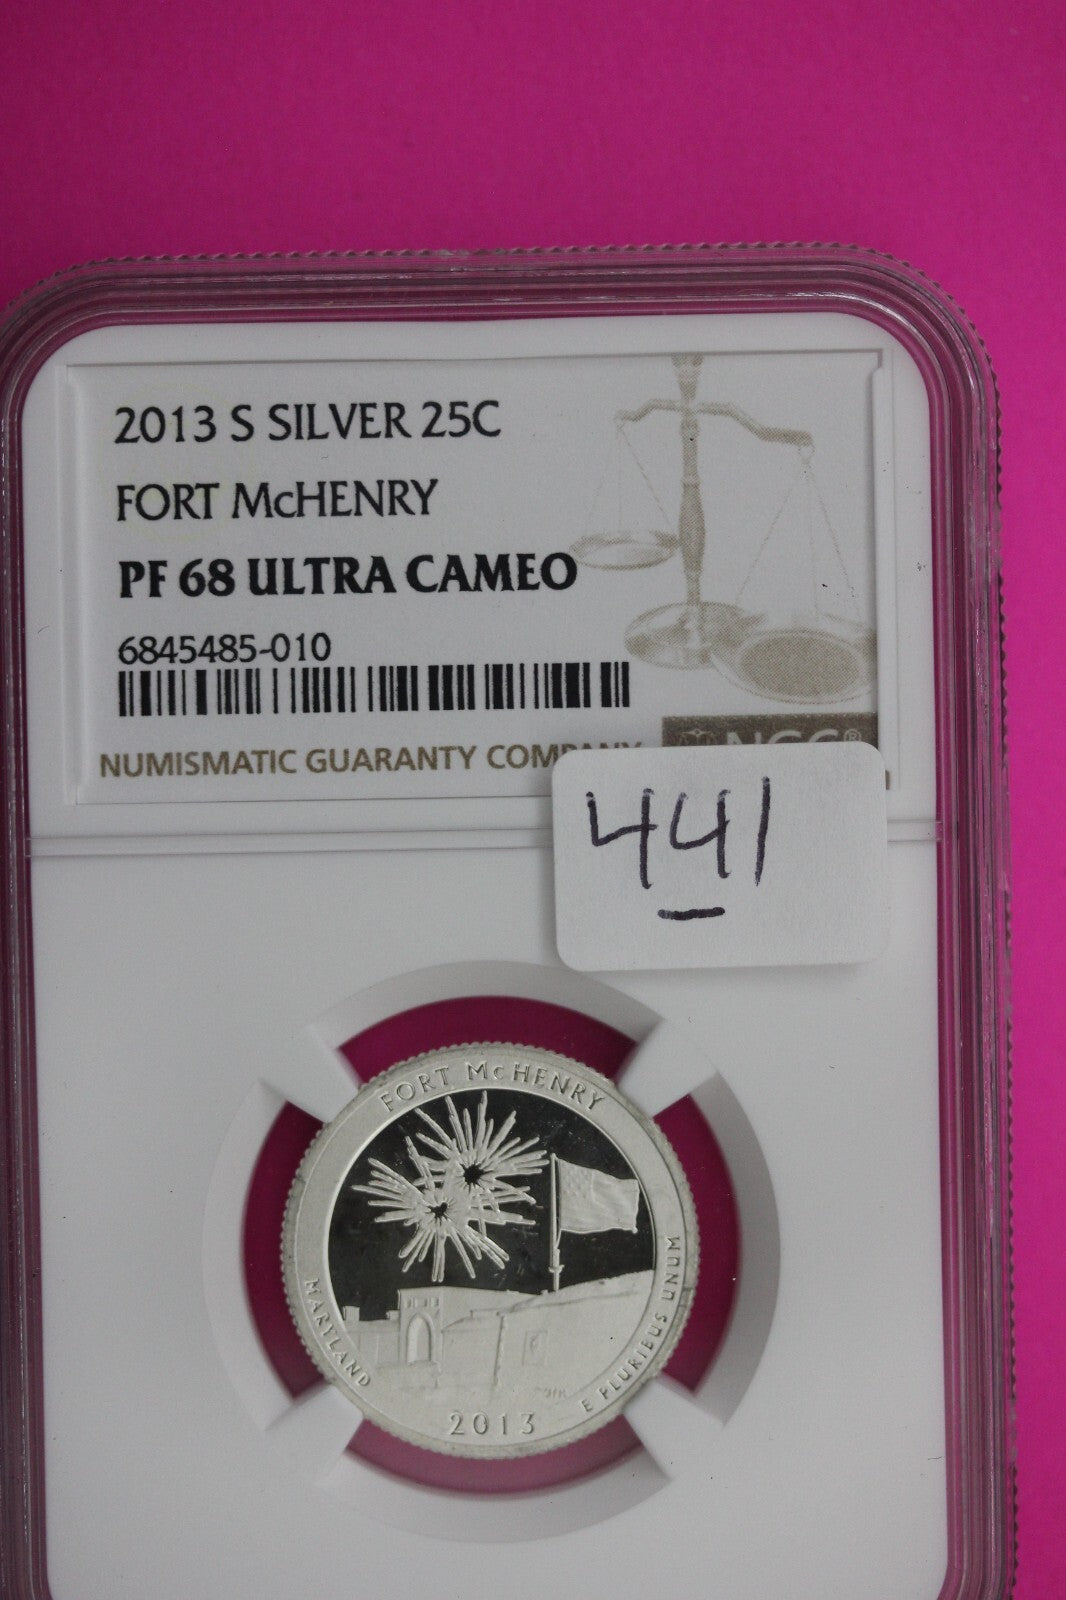 2013 S SILVER 25C
FORT McHENRY
PF 68 ULTRA CAMEO
6845485-010
NUMISMATIC GUARANTY COMPANY
NGC®
441
FORT McHENRY
MARYLAND
2013
E PLURIBUS UNUM